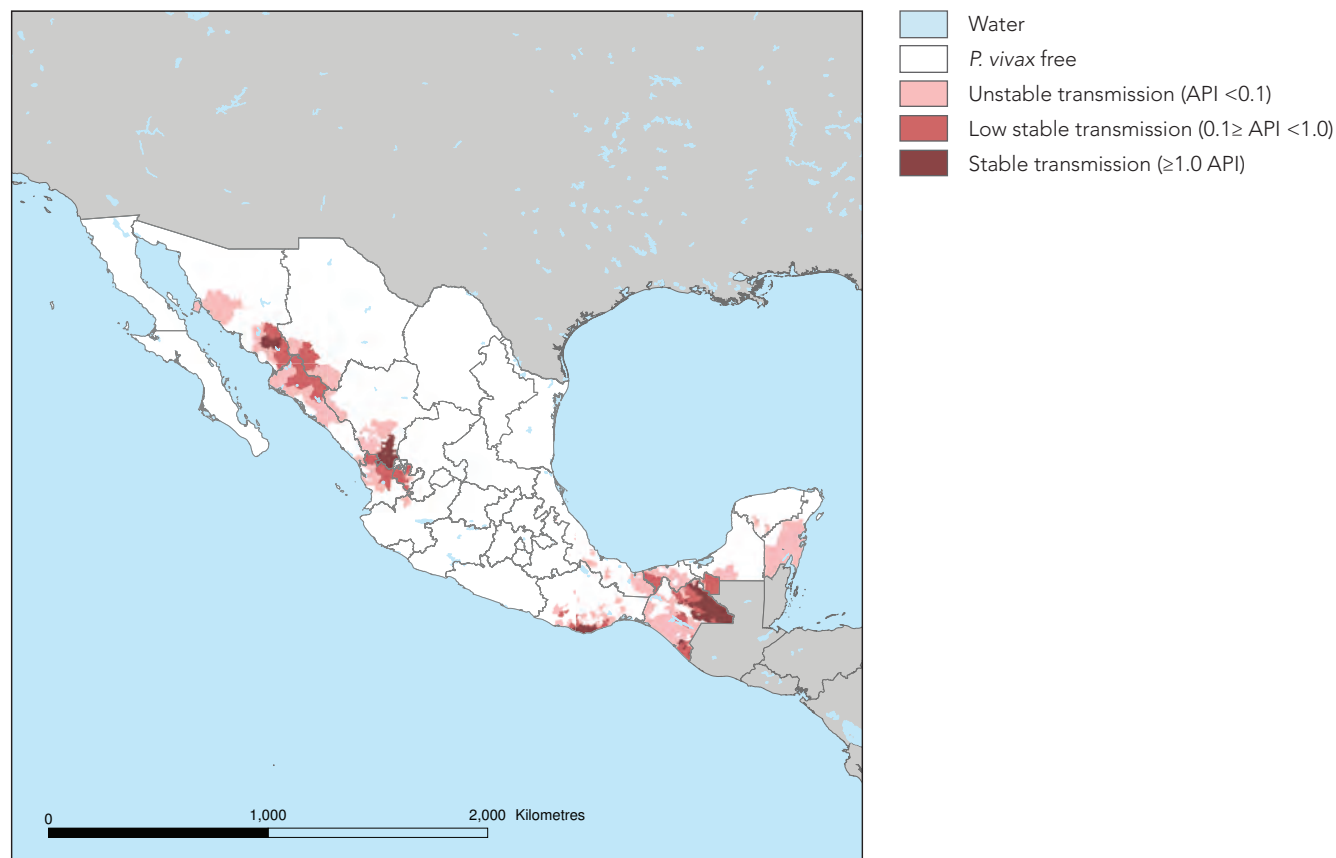 Water
P. vivax free
Unstable transmission (API <0.1)
Low stable transmission (0.1≥ API <1.0)
Stable transmission (≥1.0 API)
0 1,000 2,000 Kilometres